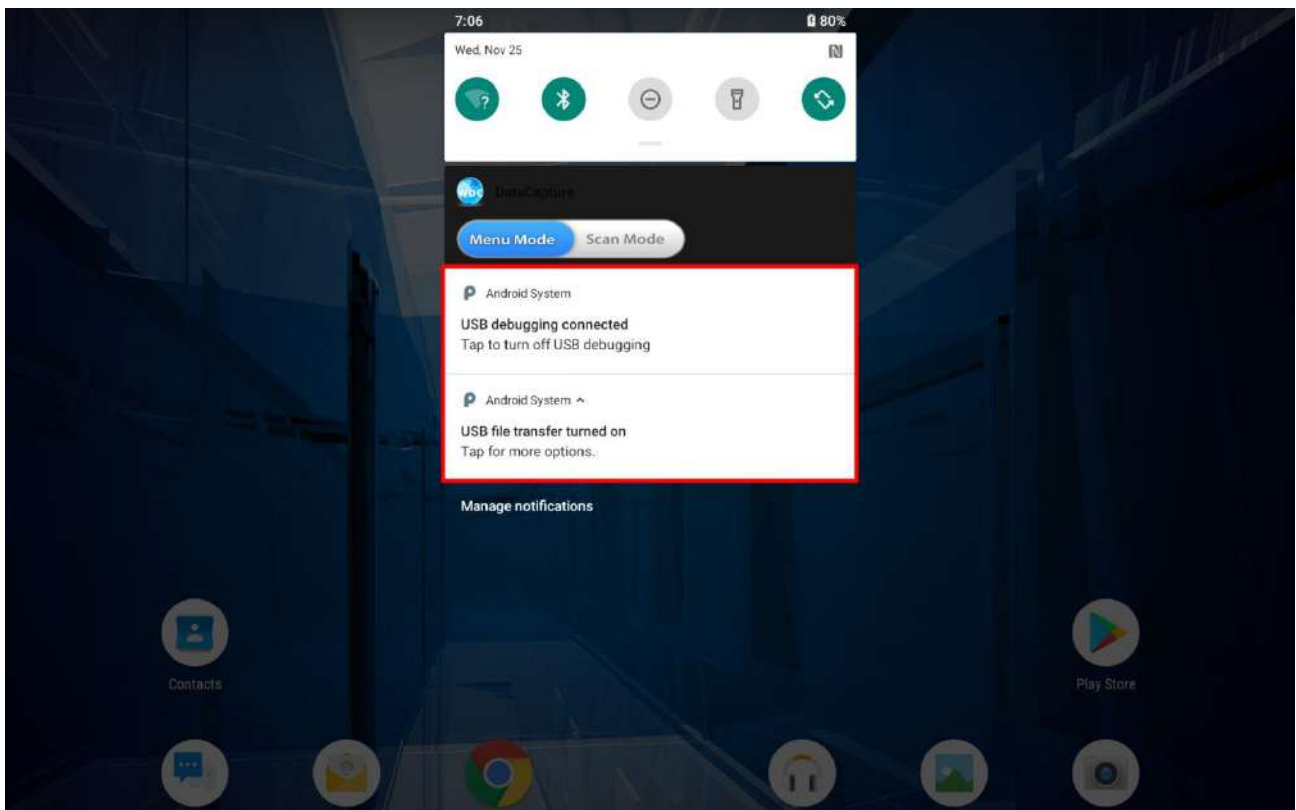 7:06
80%
Wed, Nov 25
DataCapture
Menu Mode
Scan Mode
Android System
USB debugging connected
Tap to turn off USB debugging
Android System
USB file transfer turned on
Tap for more options.
Manage notifications
Contacts
Play Store